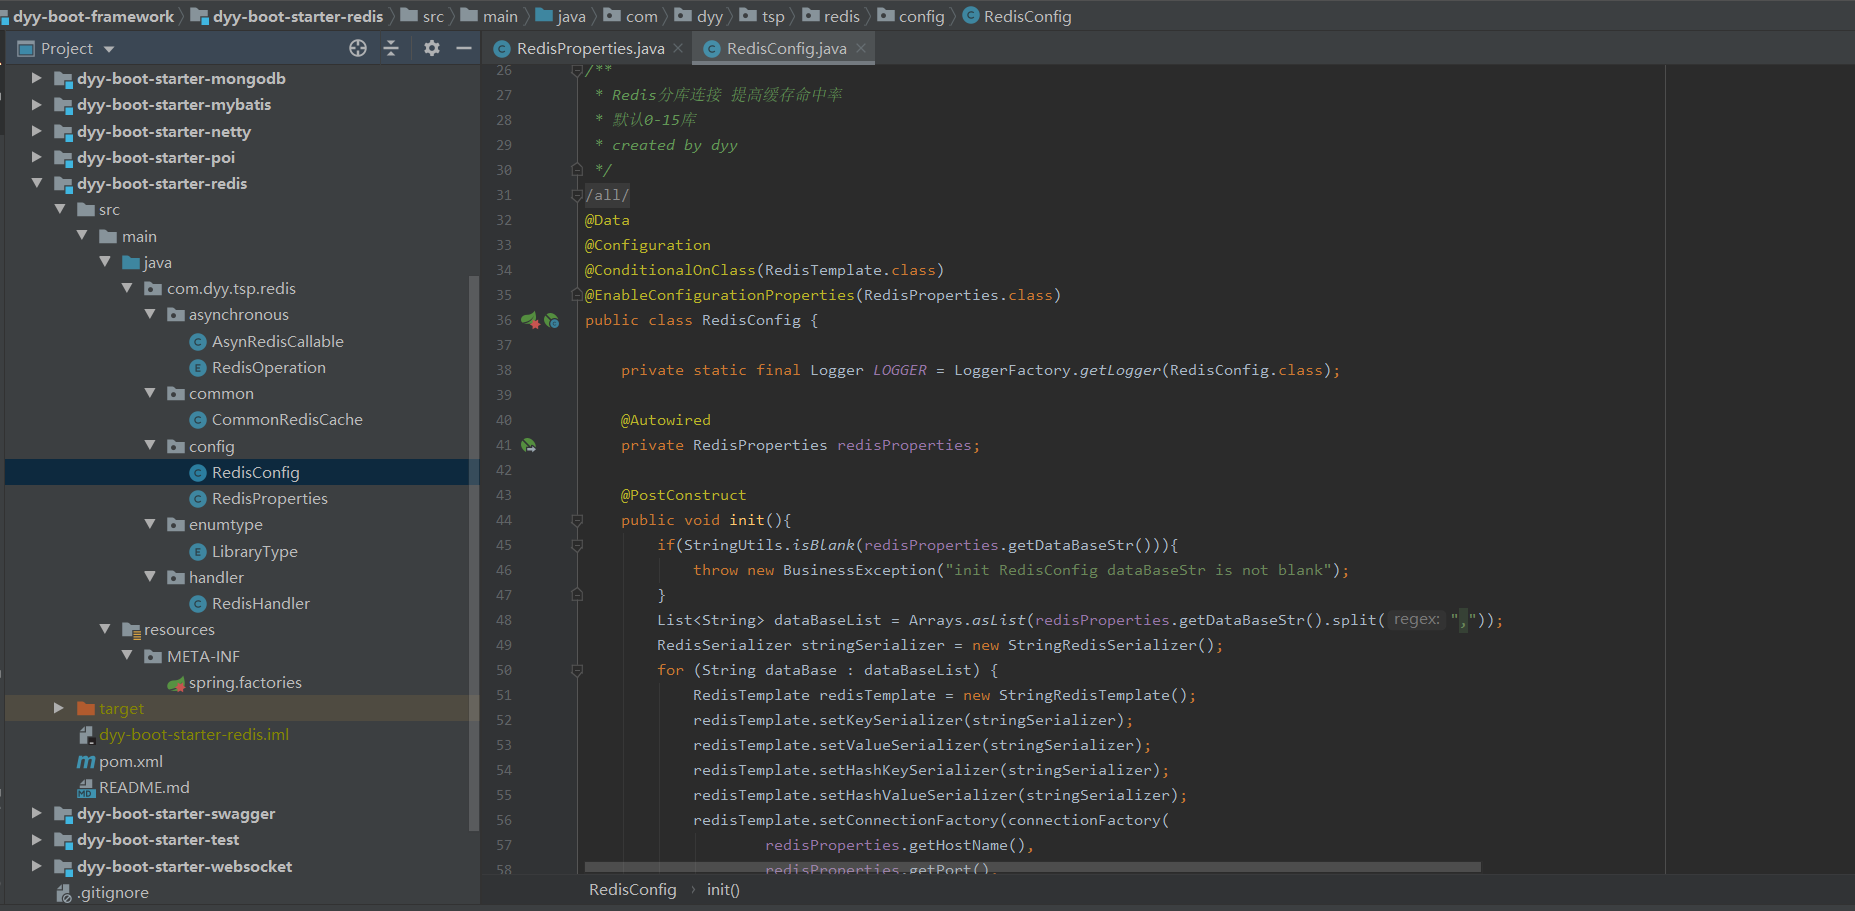 dyy-boot-framework dyy-boot-starter-redis src main java com dyy tsp redis config RedisConfig
Project
RedisProperties.java RedisConfig.java
dyy-boot-starter-mongodb
dyy-boot-starter-mybatis
dyy-boot-starter-netty
dyy-boot-starter-poi
dyy-boot-starter-redis
src
main
java
com.dyy.tsp.redis
asynchronous
AsynRedisCallable
RedisOperation
common
CommonRedisCache
config
RedisConfig
RedisProperties
enumtype
LibraryType
handler
RedisHandler
resources
META-INF
spring.factories
target
dyy-boot-starter-redis.iml
pom.xml
README.md
dyy-boot-starter-swagger
dyy-boot-starter-test
dyy-boot-starter-websocket
.gitignore
26 /**
27 * Redis分库连接 提高缓存命中率
28 * 默认0-15库
29 * created by dyy
30 */
31 /all/
32 @Data
33 @Configuration
34 @ConditionalOnClass(RedisTemplate.class)
35 @EnableConfigurationProperties(RedisProperties.class)
36 public class RedisConfig {
37
38 private static final Logger LOGGER = LoggerFactory.getLogger(RedisConfig.class);
39
40 @Autowired
41 private RedisProperties redisProperties;
42
43 @PostConstruct
44 public void init(){
45 if(StringUtils.isBlank(redisProperties.getDataBaseStr())){
46 throw new BusinessException("init RedisConfig dataBaseStr is not blank");
47 }
48 List<String> dataBaseList = Arrays.asList(redisProperties.getDataBaseStr().split( regex: ","));
49 RedisSerializer stringSerializer = new StringRedisSerializer();
50 for (String dataBase : dataBaseList) {
51 RedisTemplate redisTemplate = new StringRedisTemplate();
52 redisTemplate.setKeySerializer(stringSerializer);
53 redisTemplate.setValueSerializer(stringSerializer);
54 redisTemplate.setHashKeySerializer(stringSerializer);
55 redisTemplate.setHashValueSerializer(stringSerializer);
56 redisTemplate.setConnectionFactory(connectionFactory(
57 redisProperties.getHostName(),
58 redisProperties.getPort(),
RedisConfig init()